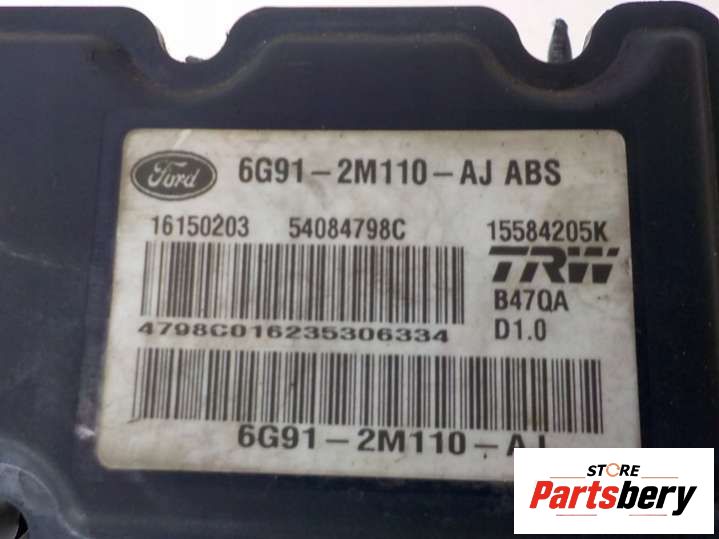 Ford 6G91-2M110-AJ ABS
16150203 54084798C 15584205K
TRW
B47QA
4798C016235306334 D1.0
6G91-2M110-AJ
STORE
Partsbery